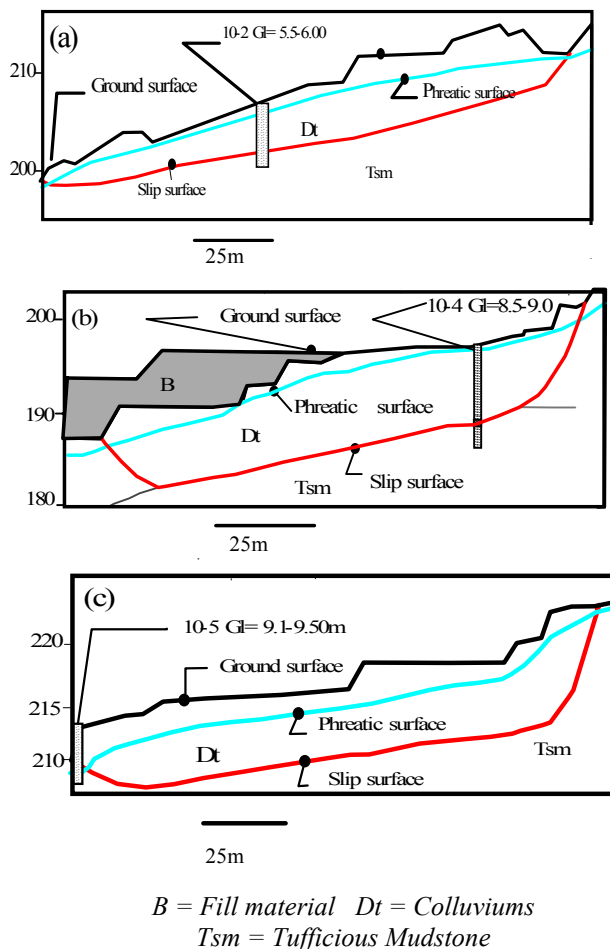 (a)
10-2 Gl= 5.5-6.00
210
Ground surface
Phreatic surface
Dt
200
Slip surface
Tsm
25m
(b)
200
Ground surface
10-4 Gl=8.5-9.0
B
190
Phreatic surface
Dt
Tsm
Slip surface
180
25m
(c)
10-5 Gl= 9.1-9.50m
220
Ground surface
215
Phreatic surface
Dt
Tsm
210
Slip surface
25m
B = Fill material Dt = Colluviums
Tsm = Tufficious Mudstone